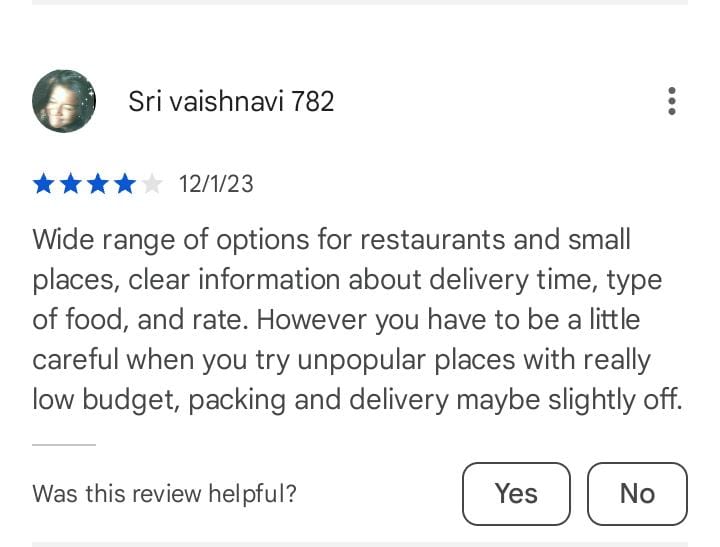 Sri vaishnavi 782
12/1/23
Wide range of options for restaurants and small
places, clear information about delivery time, type
of food, and rate. However you have to be a little
careful when you try unpopular places with really
low budget, packing and delivery maybe slightly off.
Was this review helpful?
Yes
No